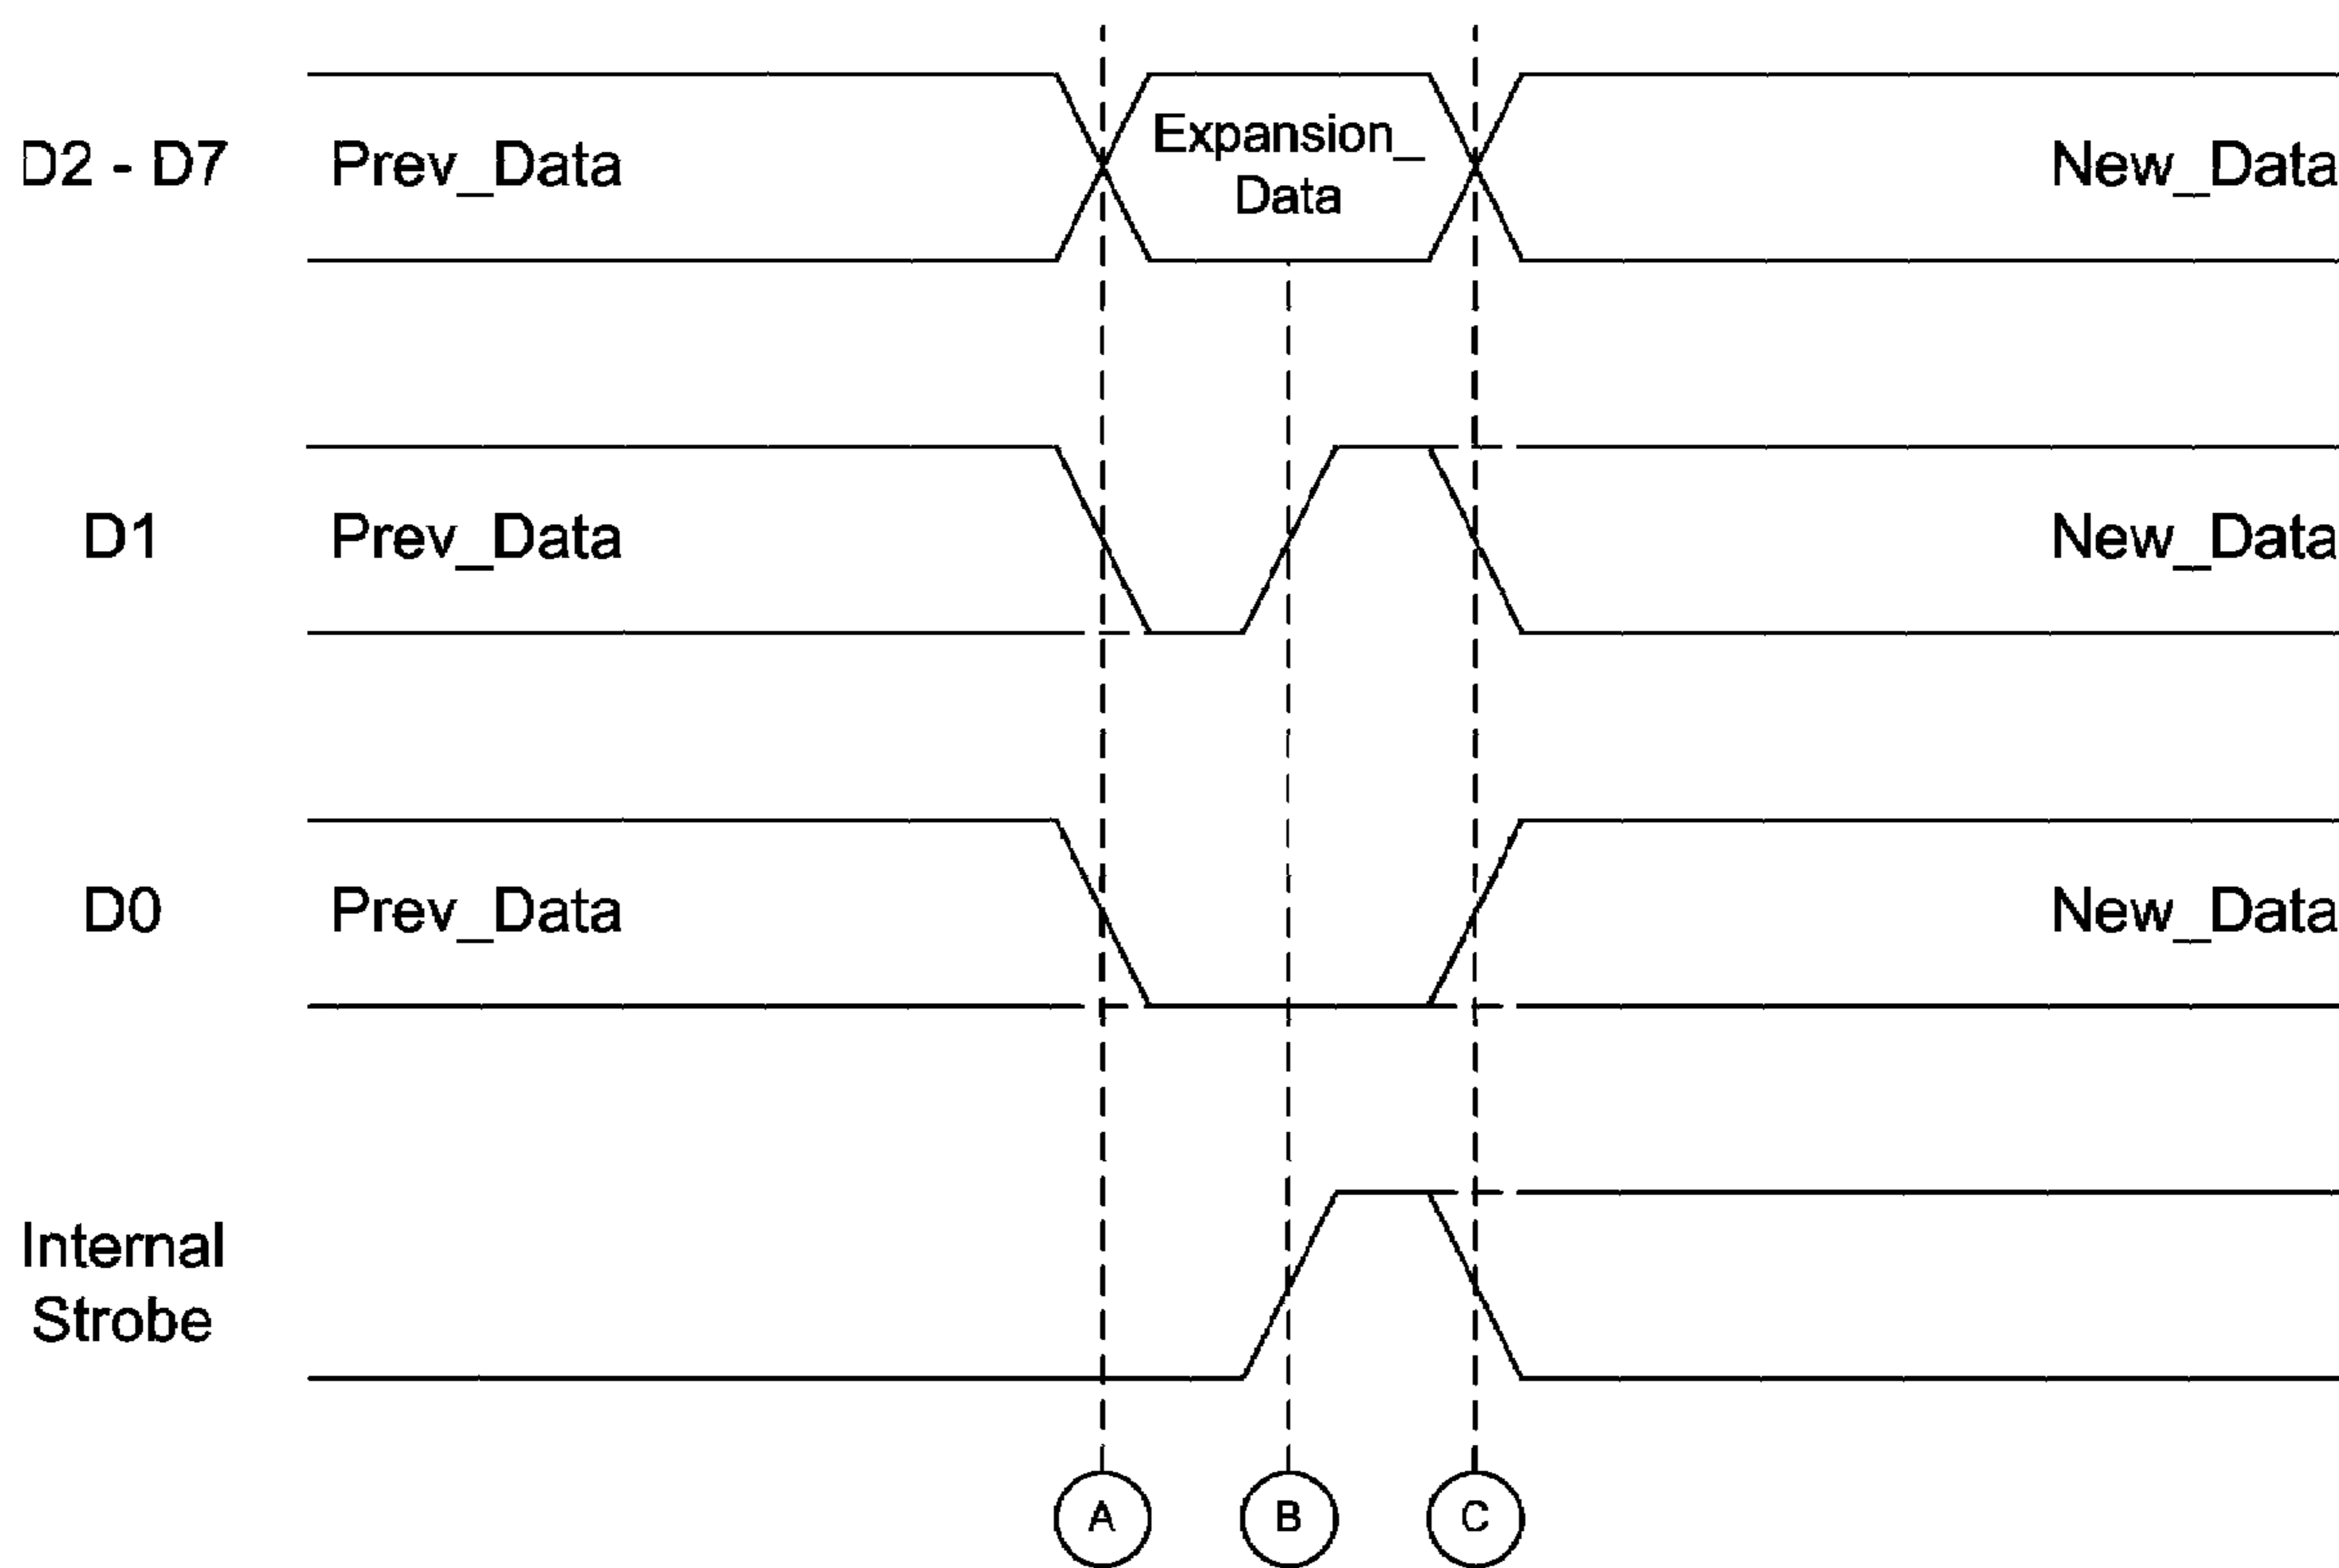 D2 - D7 Prev_Data Expansion_
Data New_Data
D1 Prev_Data New_Data
D0 Prev_Data New_Data
Internal
Strobe
A B C